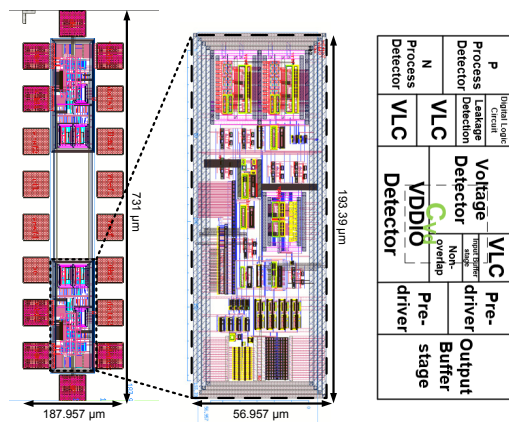 731 µm
187.957 µm
193.39 µm
56.957 µm
P
Process
Detector
Digital Logic
Circuit
Leakage
Detection
Voltage
Detector
VLC
Input Buffer
stage
Non-
overlap
Pre-
driver
Output
Buffer
stage
N
Process
Detector
VLC
VLC
VDDIO
Detector
Pre-
driver